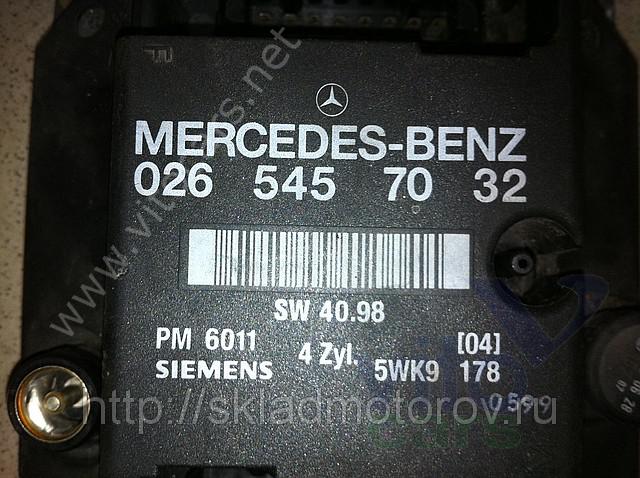 MERCEDES-BENZ
026 545 70 32
SW 40.98
PM 6011 4 Zyl. [04]
SIEMENS 5WK9 178
http://skladmotorov.ru
cars